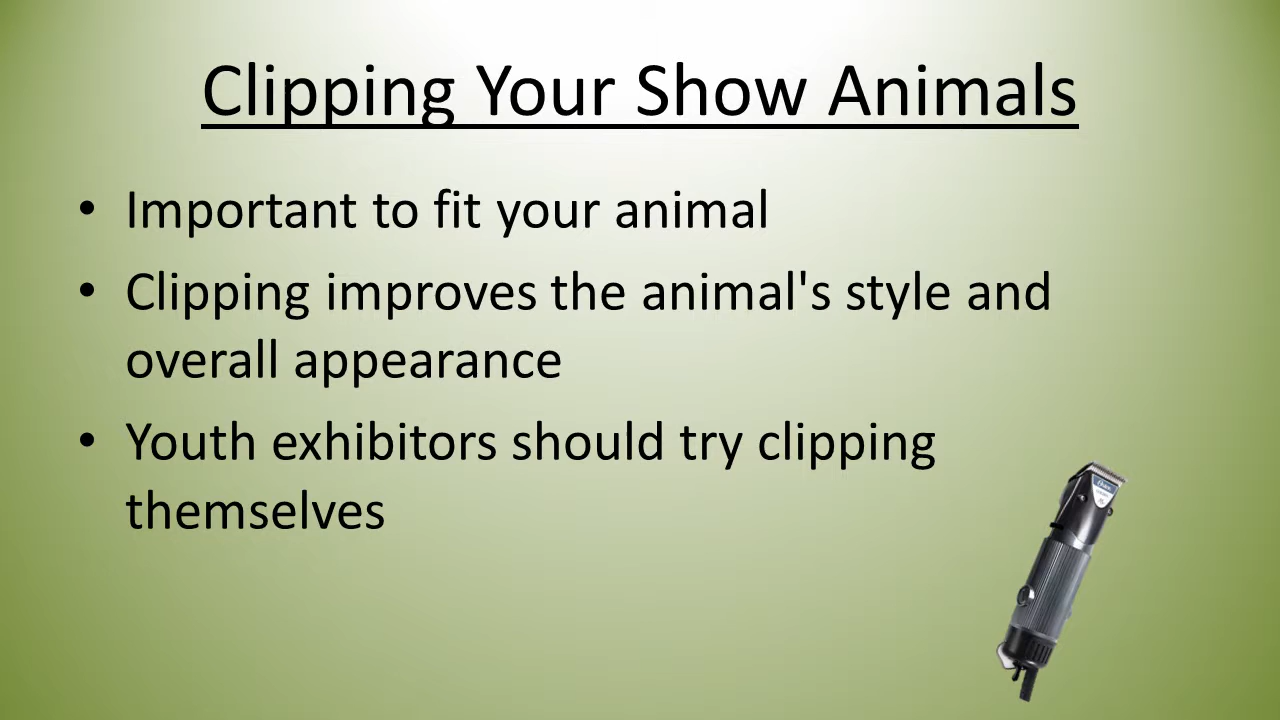 Clipping Your Show Animals
• Important to fit your animal
• Clipping improves the animal's style and
overall appearance
• Youth exhibitors should try clipping
themselves